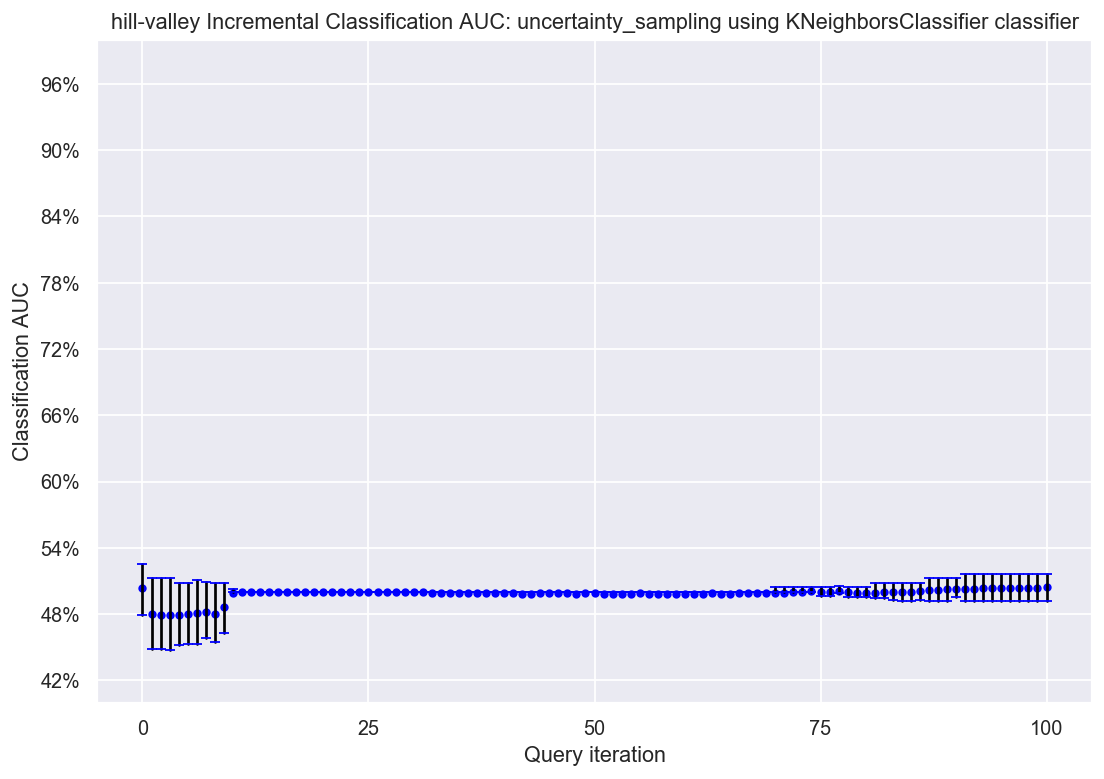 hill-valley Incremental Classification AUC: uncertainty_sampling using KNeighborsClassifier classifier
96%
90%
84%
78%
72%
66%
60%
54%
48%
42%
Classification AUC
0 25 50 75 100
Query iteration